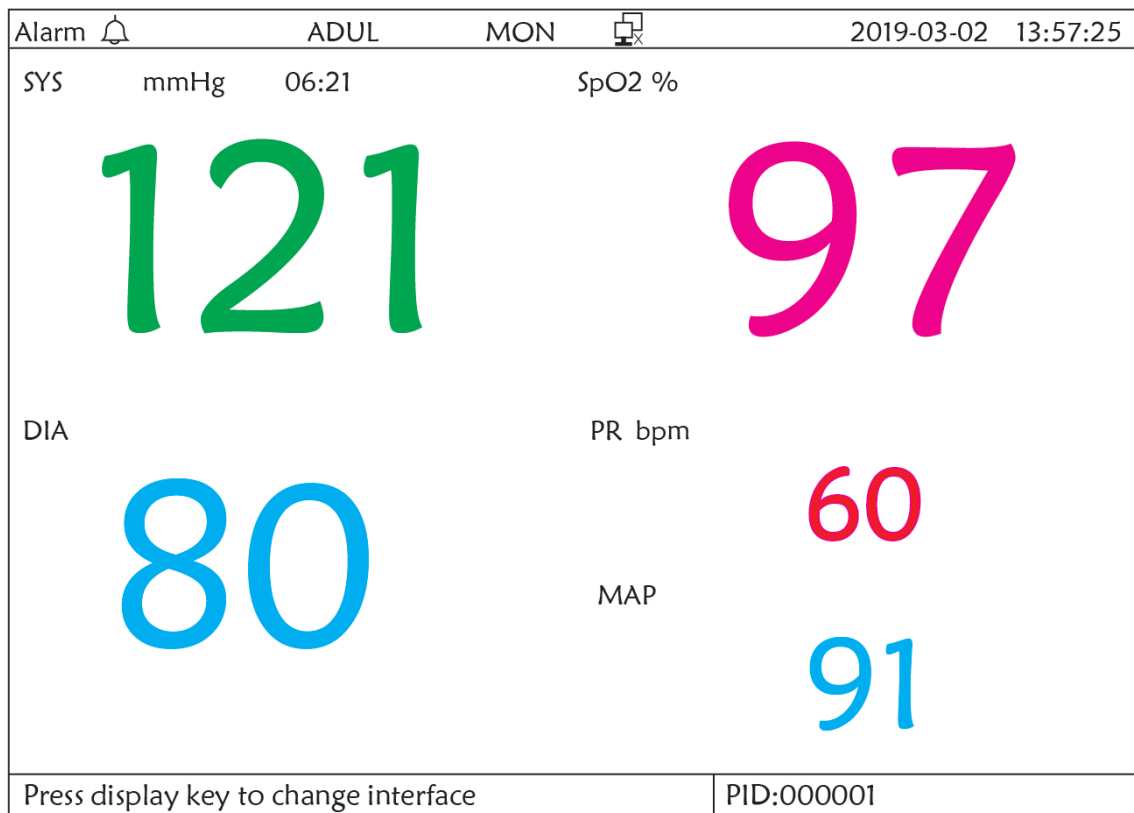 Alarm ADUL MON 2019-03-02 13:57:25
SYS mmHg 06:21 SpO2 %
121 97
DIA PR bpm
80 60
MAP
91
Press display key to change interface PID:000001